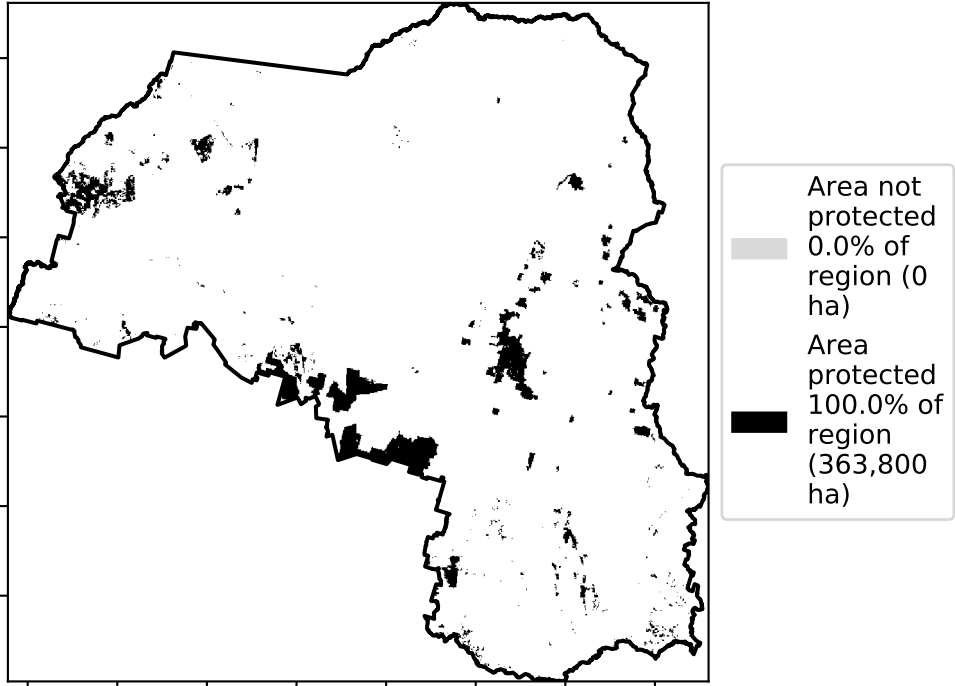 Area not
protected
0.0% of
region (0
ha)
Area
protected
100.0% of
region
(363,800
ha)